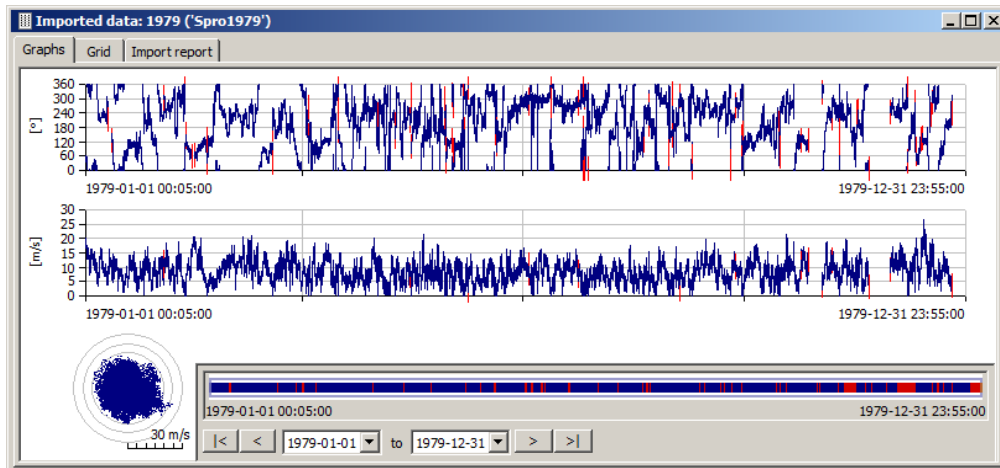 Imported data: 1979 ('Spro1979')
Graphs Grid Import report
360
300
240
180
120
60
0
[°]
1979-01-01 00:05:00 1979-12-31 23:55:00
30
25
20
15
10
5
0
[m/s]
1979-01-01 00:05:00 1979-12-31 23:55:00
30 m/s
1979-01-01 00:05:00 1979-12-31 23:55:00
|< < 1979-01-01 to 1979-12-31 > >|